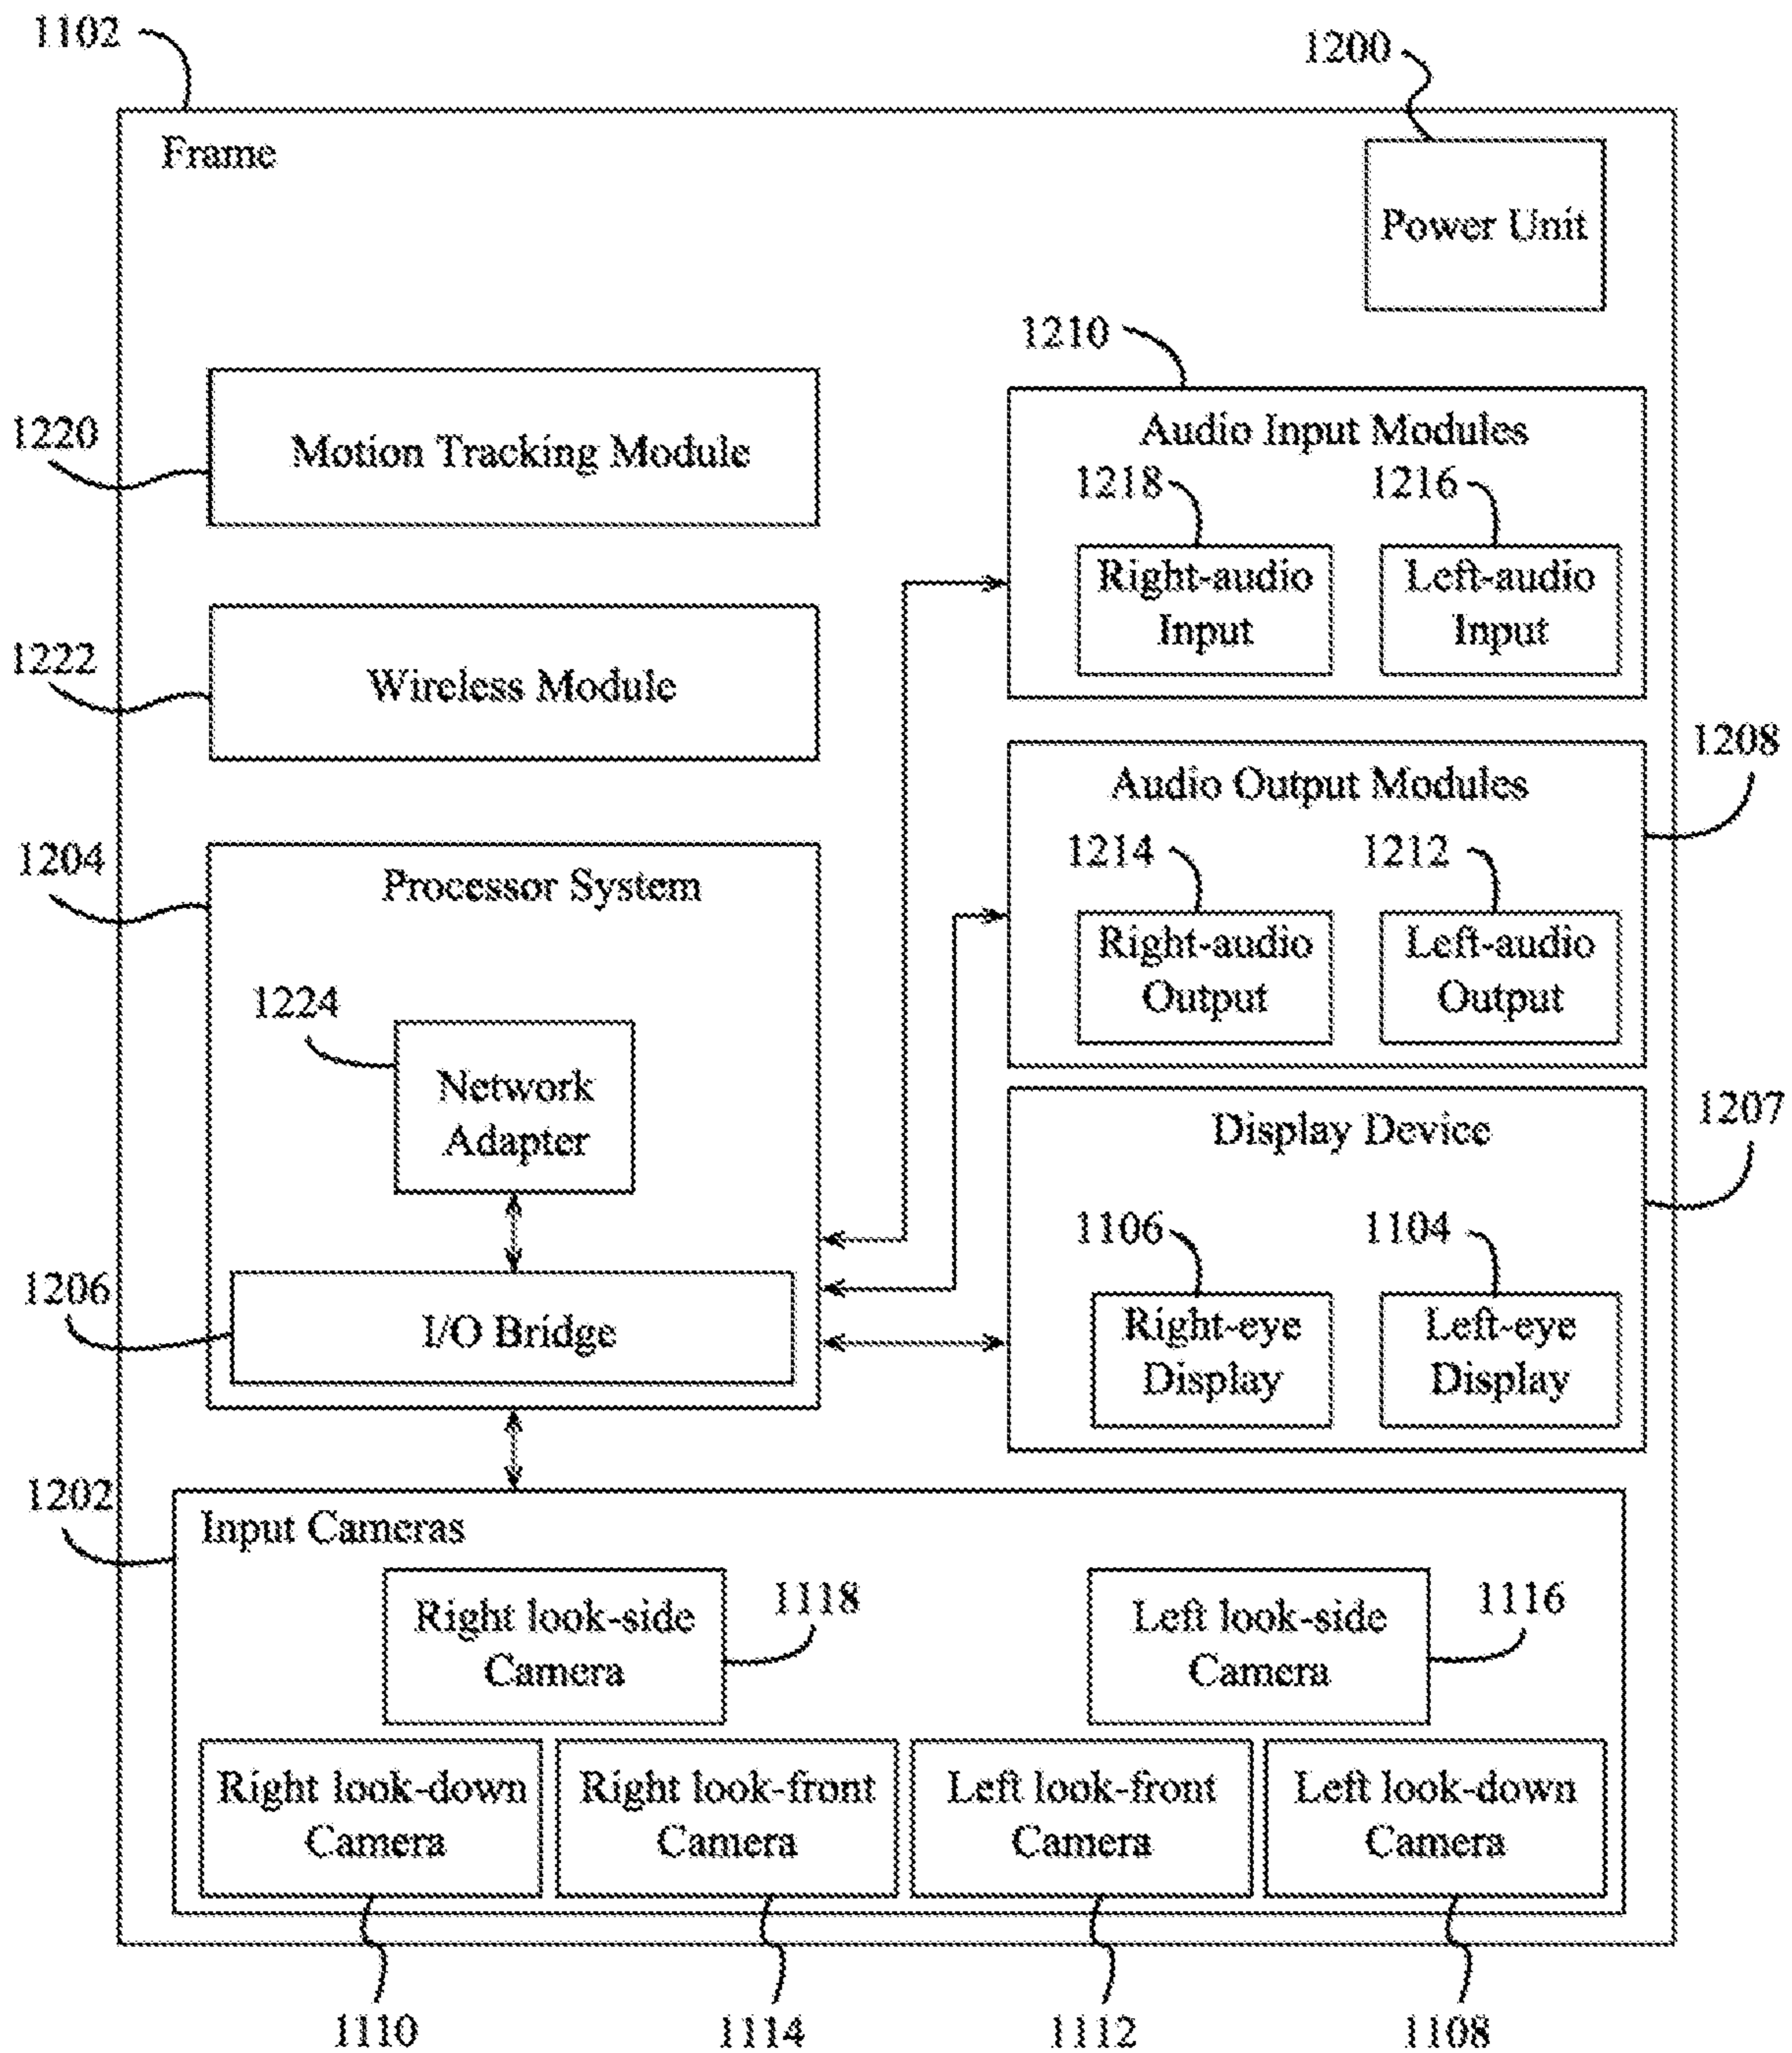 1102
1200
Frame
Power Unit
1210
1220
Motion Tracking Module
Audio Input Modules
1218
1216
Right-audio
Input
Left-audio
Input
1222
Wireless Module
1208
Audio Output Modules
1214
1212
Right-audio
Output
Left-audio
Output
1204
Processor System
1224
Network
Adapter
1207
Display Device
1106
1104
Right-eye
Display
Left-eye
Display
1206
I/O Bridge
1202
Input Cameras
Right look-side
Camera
1118
Left look-side
Camera
1116
Right look-down
Camera
Right look-front
Camera
Left look-front
Camera
Left look-down
Camera
1110
1114
1112
1108